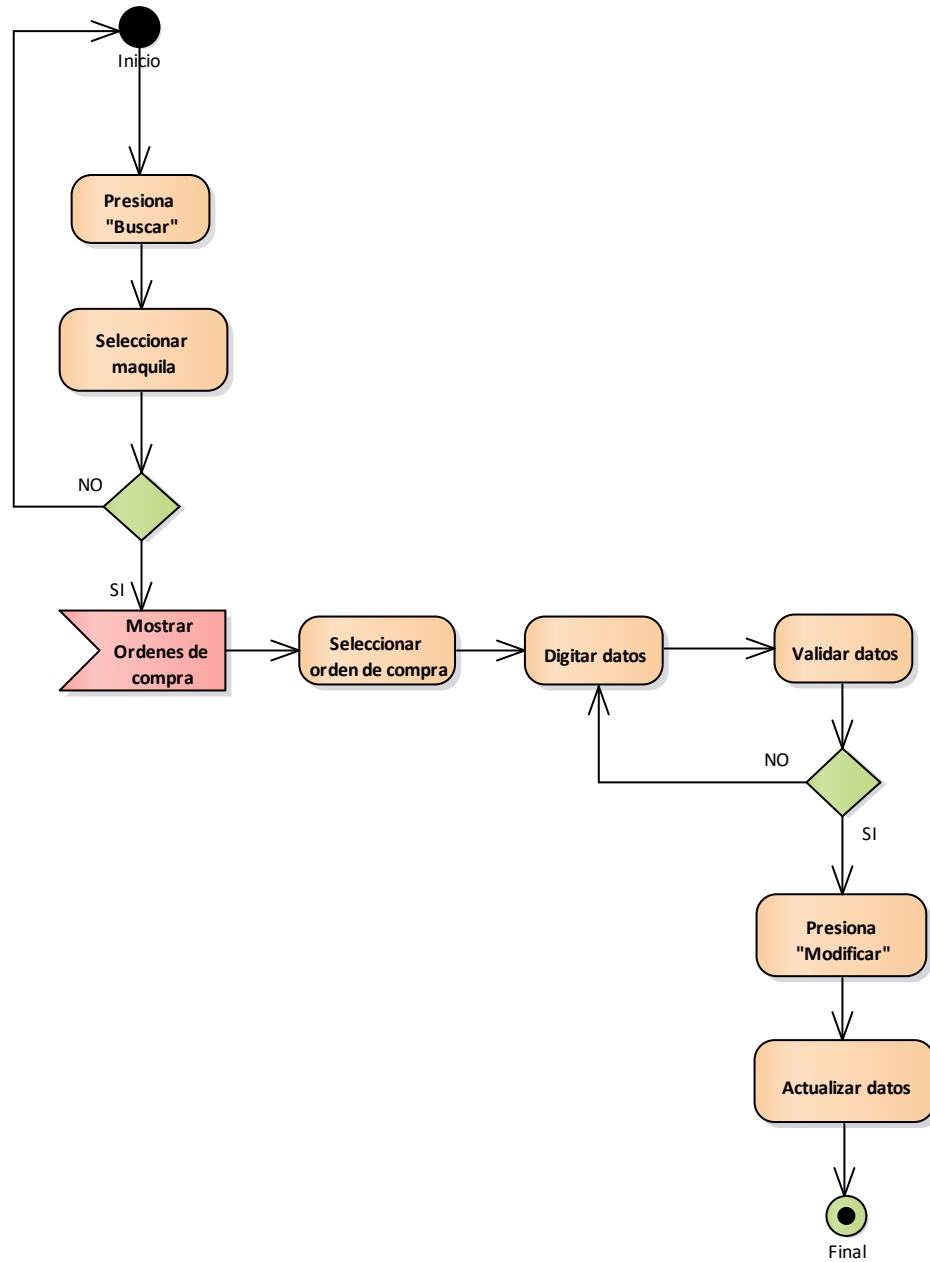 Inicio
Presiona
"Buscar"
Seleccionar
maquila
NO
SI
Mostrar
Ordenes de
compra
Seleccionar
orden de compra
Digitar datos
Validar datos
NO
SI
Presiona
"Modificar"
Actualizar datos
Final